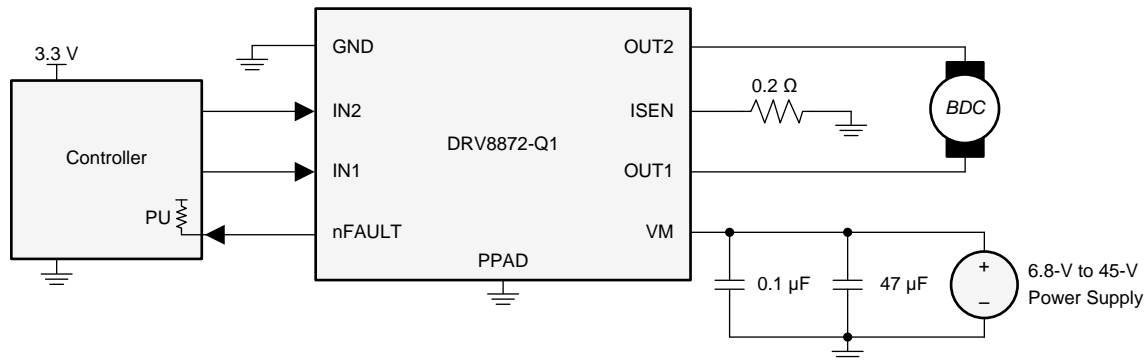 3.3 V
Controller
PU
GND
IN2
IN1
nFAULT
DRV8872-Q1
PPAD
OUT2
ISEN
OUT1
VM
0.2 Ω
BDC
0.1 µF
47 µF
+
–
6.8-V to 45-V
Power Supply